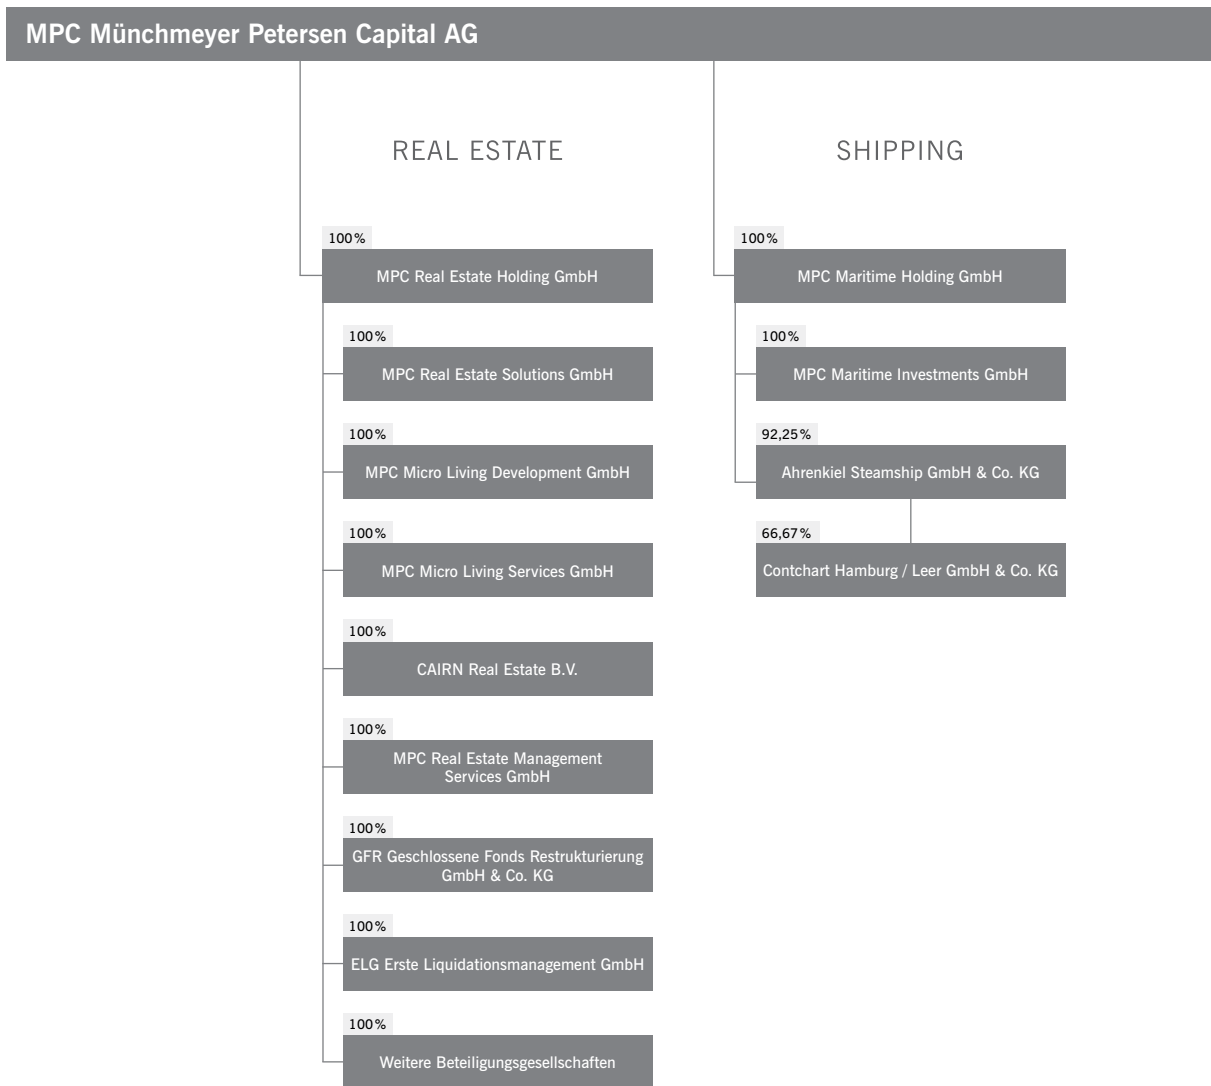 MPC Münchmeyer Petersen Capital AG
REAL ESTATE
100%
MPC Real Estate Holding GmbH
100%
MPC Real Estate Solutions GmbH
100%
MPC Micro Living Development GmbH
100%
MPC Micro Living Services GmbH
100%
CAIRN Real Estate B.V.
100%
MPC Real Estate Management
Services GmbH
100%
GFR Geschlossene Fonds Restrukturierung
GmbH & Co. KG
100%
ELG Erste Liquidationsmanagement GmbH
100%
Weitere Beteiligungsgesellschaften
SHIPPING
100%
MPC Maritime Holding GmbH
100%
MPC Maritime Investments GmbH
92,25%
Ahrenkiel Steamship GmbH & Co. KG
66,67%
Contchart Hamburg / Leer GmbH & Co. KG